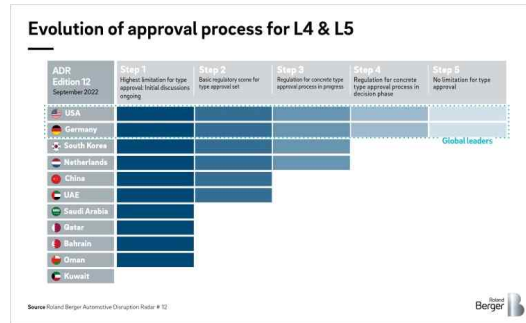 Evolution of approval process for L4 & L5
ADR
Edition 12
September 2022
Step 1
Highest limitation for type
approval: Initial discussions
ongoing
Step 2
Basic regulatory scene for
type approval set
Step 3
Regulation for concrete type
approval process in progress
Step 4
Regulation for concrete
type approval process in
decision phase
Step 5
No limitation for type
approval
USA
Germany
Global leaders
South Korea
Netherlands
China
UAE
Saudi Arabia
Qatar
Bahrain
Oman
Kuwait
Source Roland Berger Automotive Disruption Radar # 12
Roland
Berger